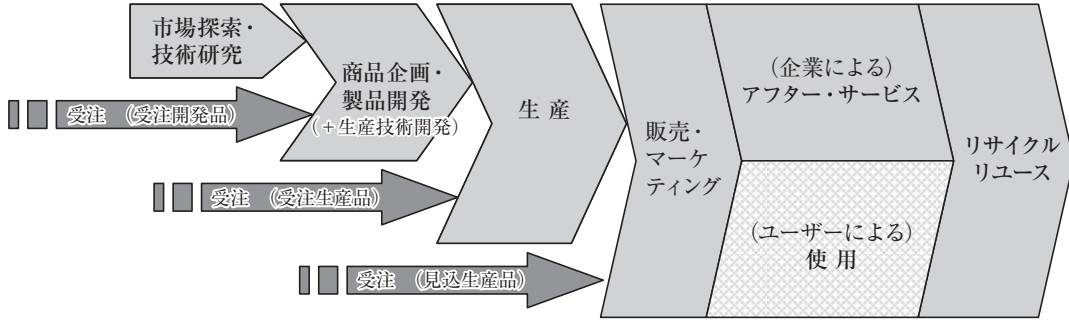 市場探索・
技術研究
商品企画・
製品開発
（＋生産技術開発）
生 産
販売・
マーケ
ティング
（企業による）
アフター・サービス
（ユーザーによる）
使 用
リサイクル
リユース
受注　（受注開発品）
受注　（受注生産品）
受注　（見込生産品）